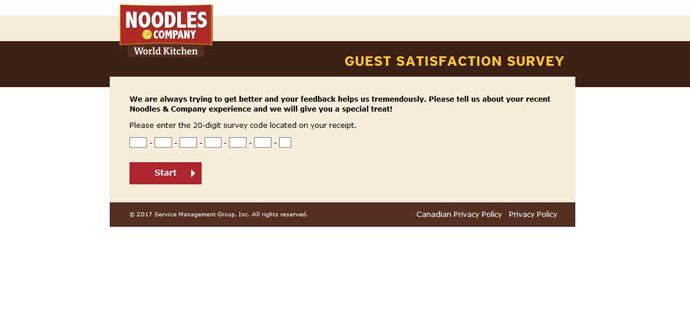 NOODLES
& COMPANY
World Kitchen
GUEST SATISFACTION SURVEY
We are always trying to get better and your feedback helps us tremendously. Please tell us about your recent
Noodles & Company experience and we will give you a special treat!
Please enter the 20-digit survey code located on your receipt.
- - - - - -
Start
© 2017 Service Management Group, Inc. All rights reserved. Canadian Privacy Policy Privacy Policy